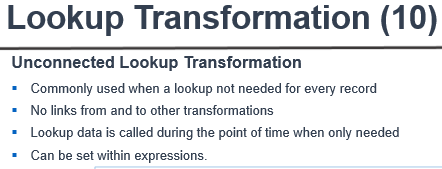 Lookup Transformation (10)
Unconnected Lookup Transformation
▪ Commonly used when a lookup not needed for every record
▪ No links from and to other transformations
▪ Lookup data is called during the point of time when only needed
▪ Can be set within expressions.